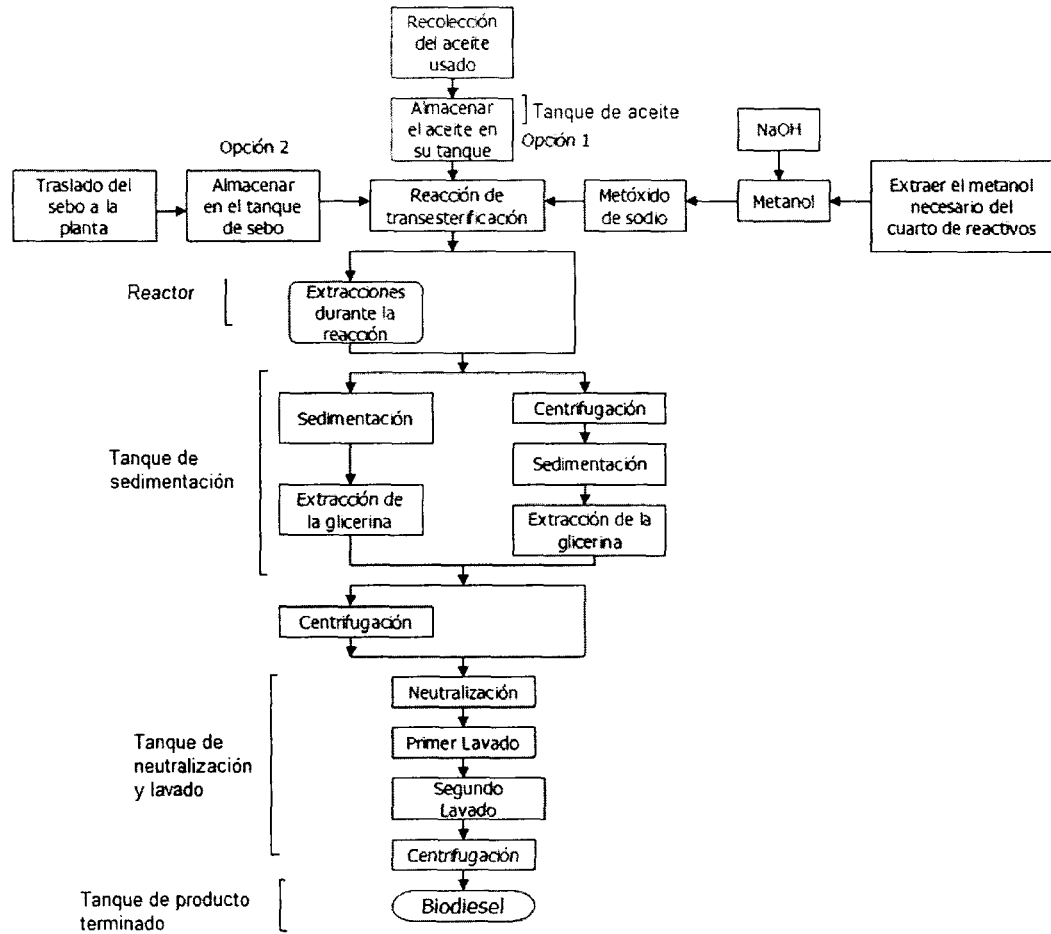 Recolección
del aceite
usado
Almacenar
el aceite en
su tanque
Tanque de aceite
Opción 1
NaOH
Opción 2
Traslado del
sebo a la
planta
Almacenar
en el tanque
de sebo
Reacción de
transesterificación
Metóxido
de sodio
Metanol
Extraer el metanol
necesario del
cuarto de reactivos
Reactor
Extracciones
durante la
reacción
Tanque de
sedimentación
Sedimentación
Extracción de
la glicerina
Centrifugación
Sedimentación
Extracción de la
glicerina
Centrifugación
Tanque de
neutralización
y lavado
Neutralización
Primer Lavado
Segundo
Lavado
Centrifugación
Tanque de producto
terminado
Biodiesel